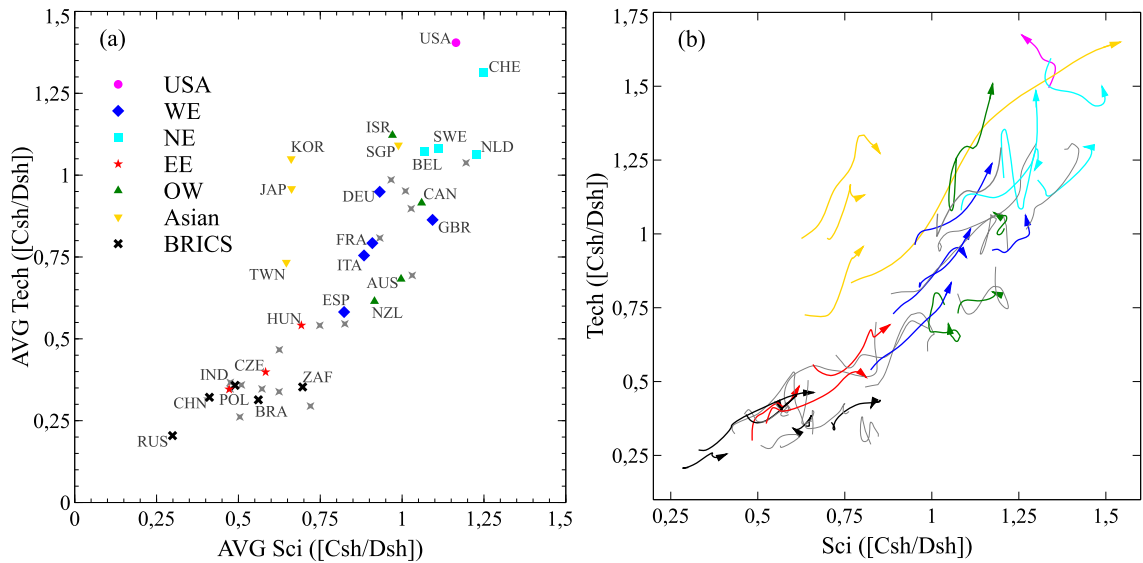 (a)
USA
CHE
USA
WE
NE
EE
OW
Asian
BRICS
ISR
SGP
SWE
BEL
NLD
KOR
JAP
DEU
CAN
GBR
FRA
ITA
TWN
AUS
ESP
NZL
HUN
CZE
IND
ZAF
CHN
POL
BRA
RUS
1,5
1,25
1
0,75
0,5
0,25
0
0
0,25
0,5
0,75
1
1,25
1,5
AVG Tech ([Csh/Dsh])
AVG Sci ([Csh/Dsh])
(b)
1,75
1,5
1,25
1
0,75
0,5
0,25
0,25
0,5
0,75
1
1,25
1,5
Tech ([Csh/Dsh])
Sci ([Csh/Dsh])